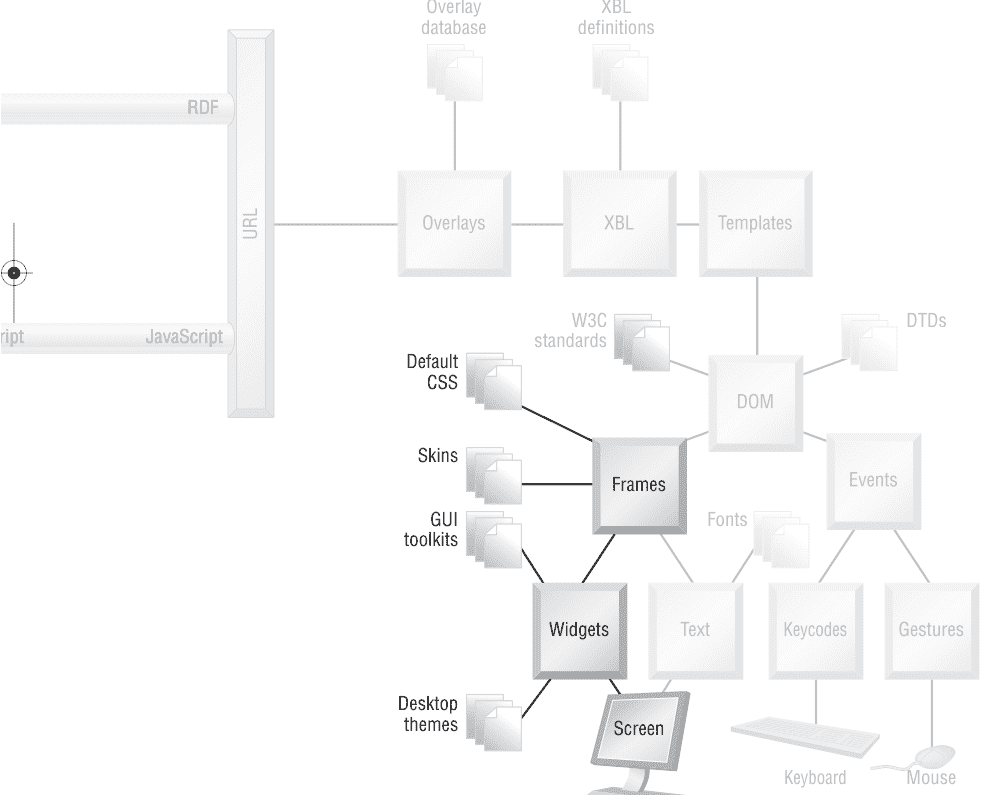 Overlay
database
XBL
definitions
RDF
URL
Overlays
XBL
Templates
W3C
standards
DTDs
ript
JavaScript
Default
CSS
DOM
Skins
Frames
Events
GUI
toolkits
Fonts
Widgets
Text
Keycodes
Gestures
Desktop
themes
Screen
Keyboard
Mouse